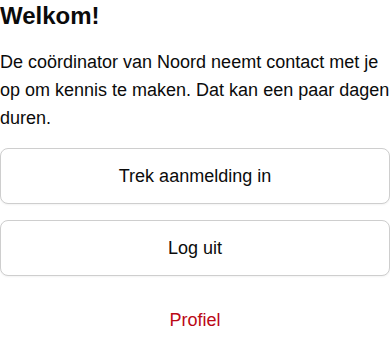 Welkom!
De coördinator van Noord neemt contact met je
op om kennis te maken. Dat kan een paar dagen
duren.
Trek aanmelding in
Log uit
Profiel